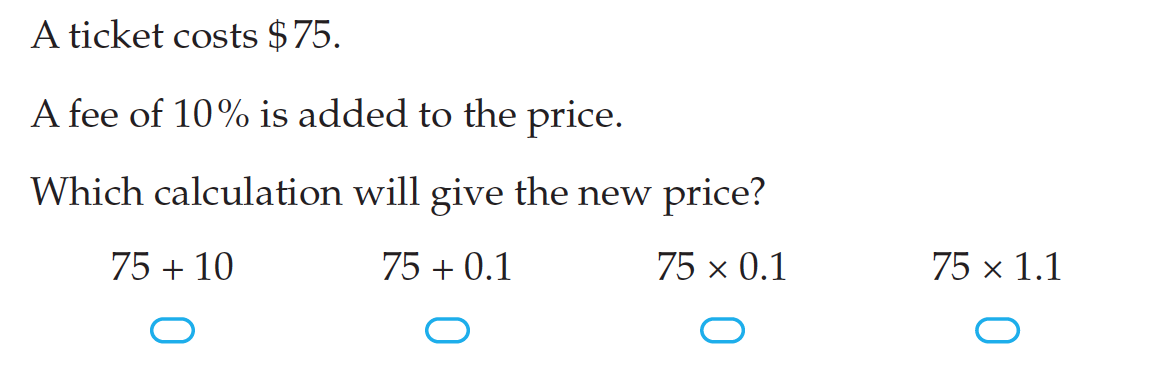 A ticket costs $75.
A fee of 10% is added to the price.
Which calculation will give the new price?
75 + 10 75 + 0.1 75 × 0.1 75 × 1.1